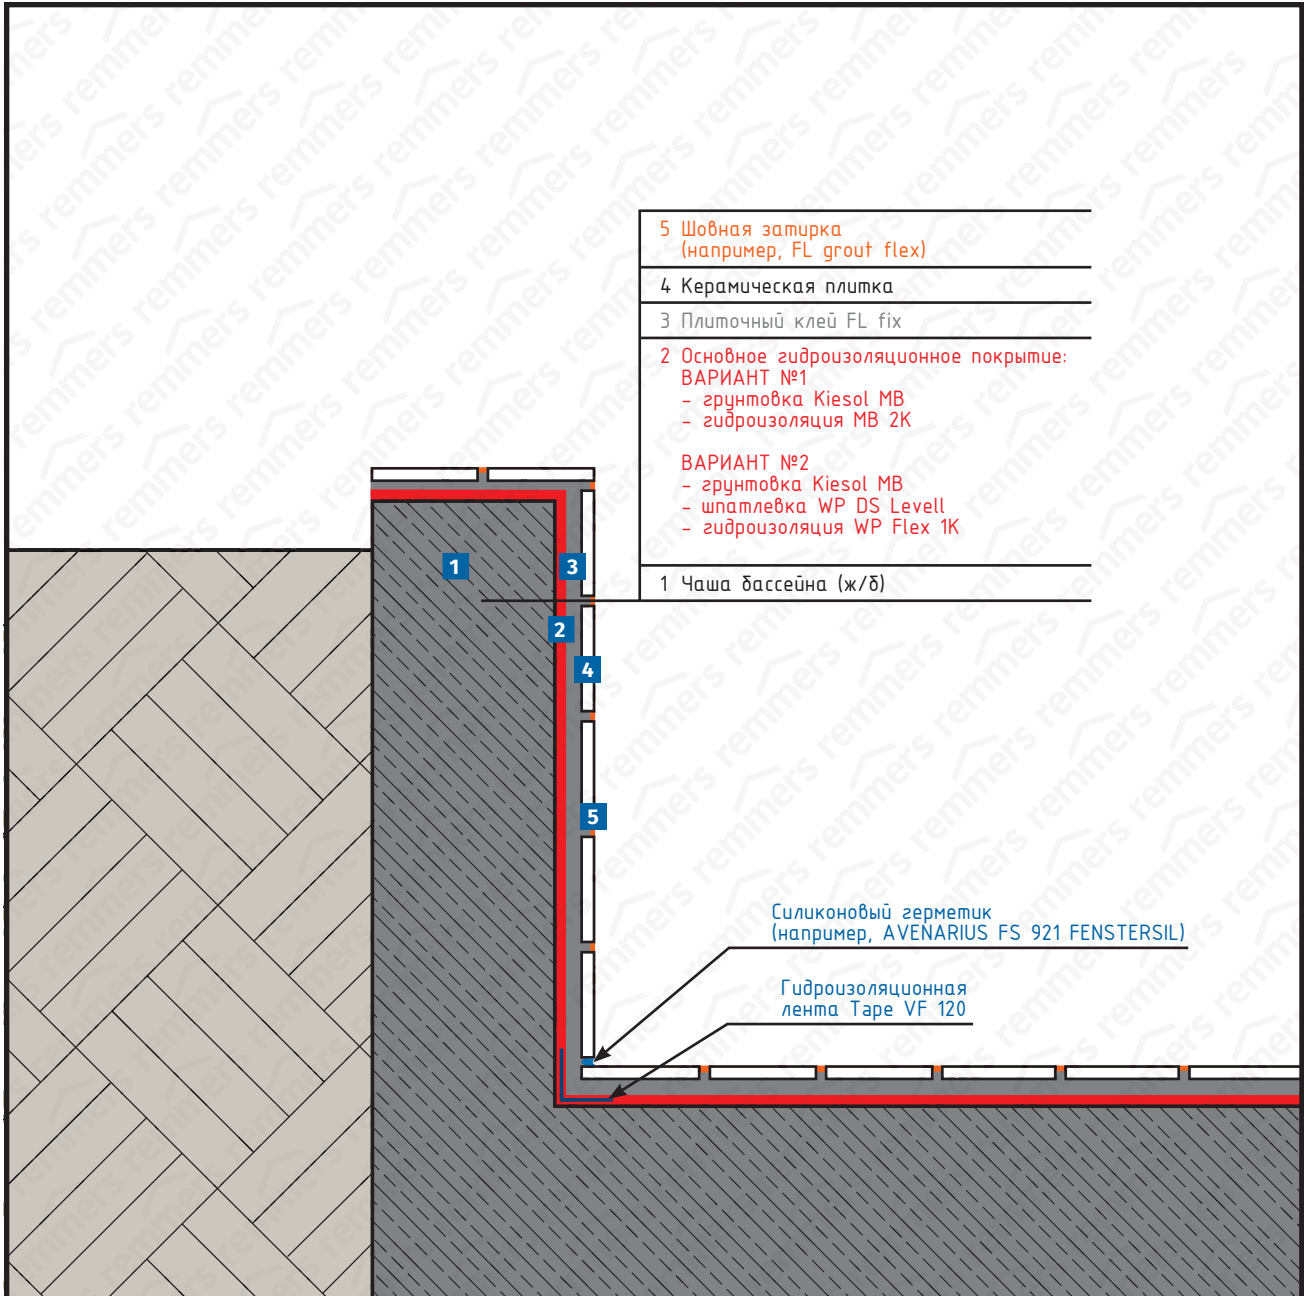 5 Шовная затирка
(например, FL grout flex)
4 Керамическая плитка
3 Плиточный клей FL fix
2 Основное гидроизоляционное покрытие:
ВАРИАНТ №1
- грунтовка Kiesol MB
- гидроизоляция MB 2K
ВАРИАНТ №2
- грунтовка Kiesol MB
- шпатлевка WP DS Levell
- гидроизоляция WP Flex 1K
1 Чаша бассейна (ж/б)
1
3
2
4
5
Силиконовый герметик
(например, AVENARIUS FS 921 FENSTERSIL)
Гидроизоляционная
лента Tape VF 120
remmers